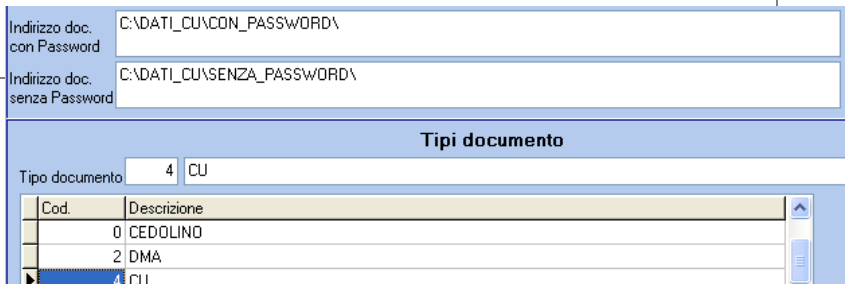 Indirizzo doc. con Password
C:\DATI_CU\CON_PASSWORD\
Indirizzo doc. senza Password
C:\DATI_CU\SENZA_PASSWORD\
Tipi documento
Tipo documento 4 CU
Cod. Descrizione
0 CEDOLINO
2 DMA
4 CU